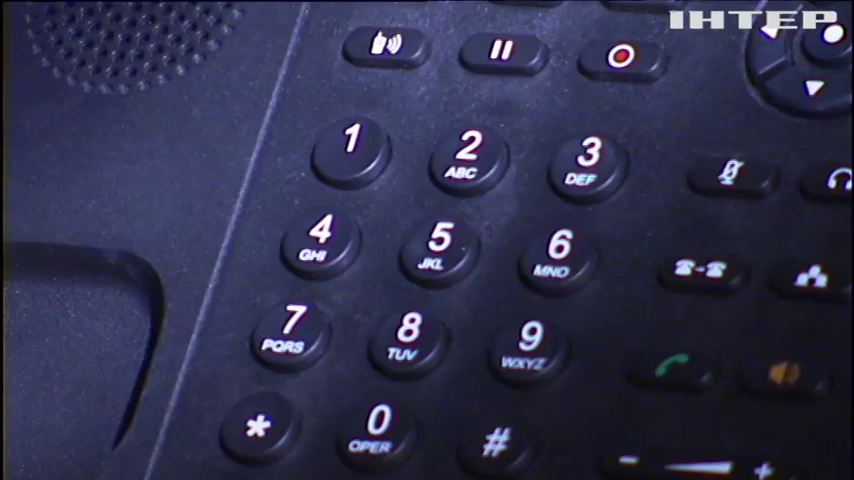 ІНТЕР
1
2
ABC
3
DEF
4
GHI
5
JKL
6
MNO
7
PQRS
8
TUV
9
WXYZ
*
0
OPER
#
- +